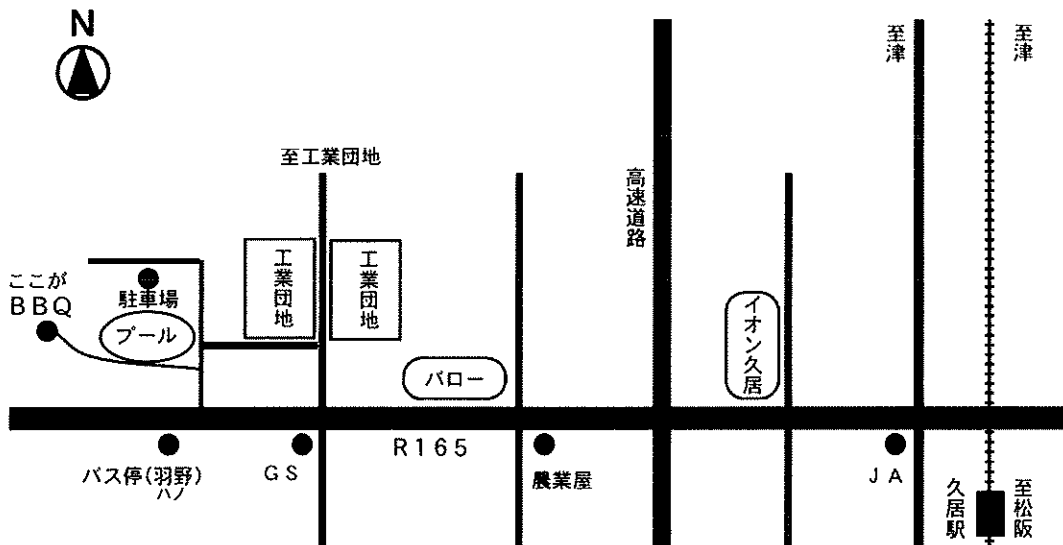 N
至津
至津
至工業団地
高速道路
工業団地
工業団地
ここが
BBQ
駐車場
プール
イオン久居
バロー
R165
バス停(羽野)
ハノ
GS
農業屋
JA
久居駅
至松阪